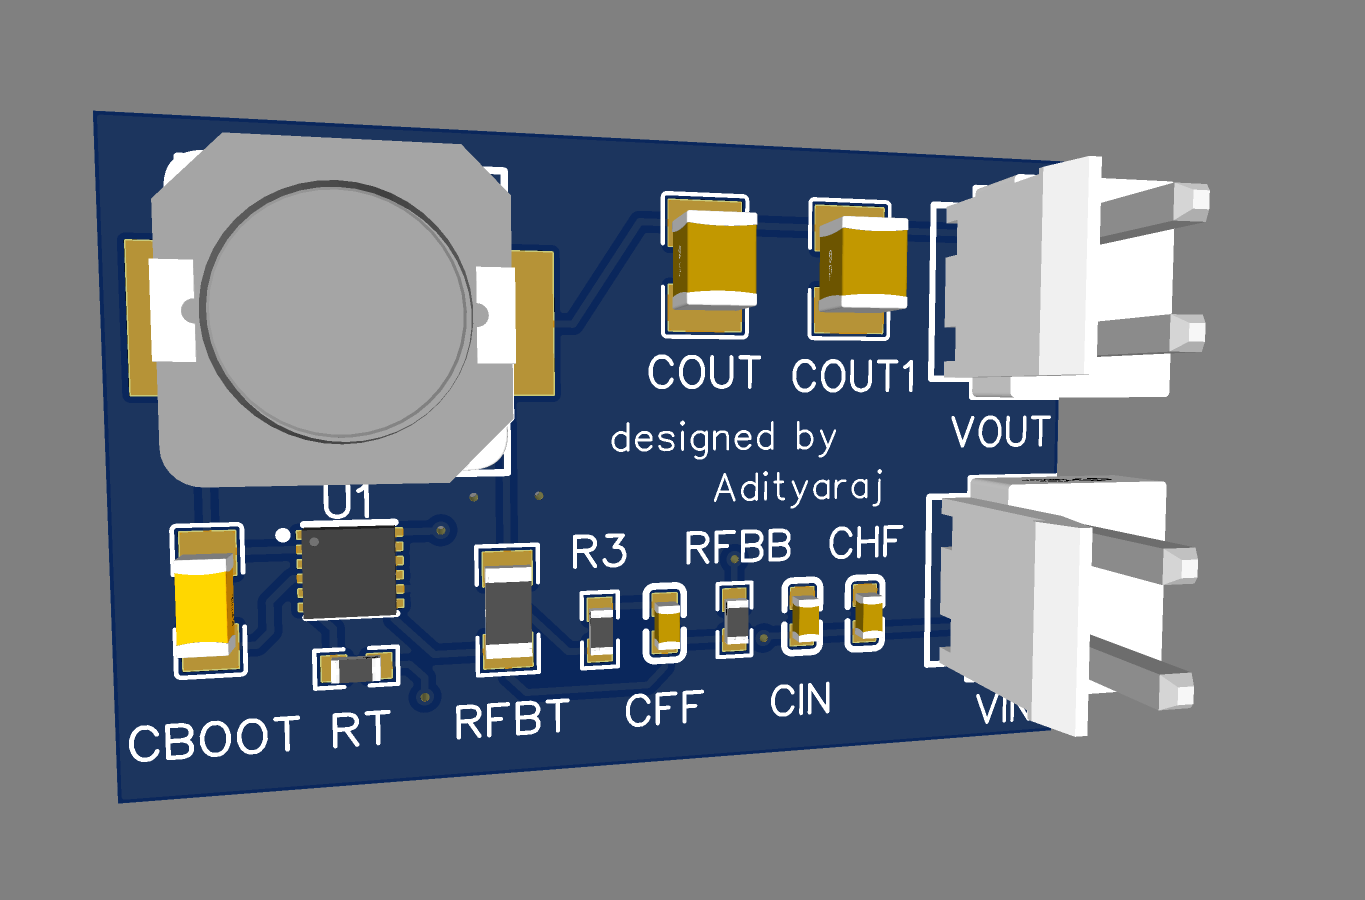 COUT
COUT1
VOUT
designed by
Adityaraj
U1
R3
RFBB
CHF
CBOOT
RT
RFBT
CFF
CIN
VIN